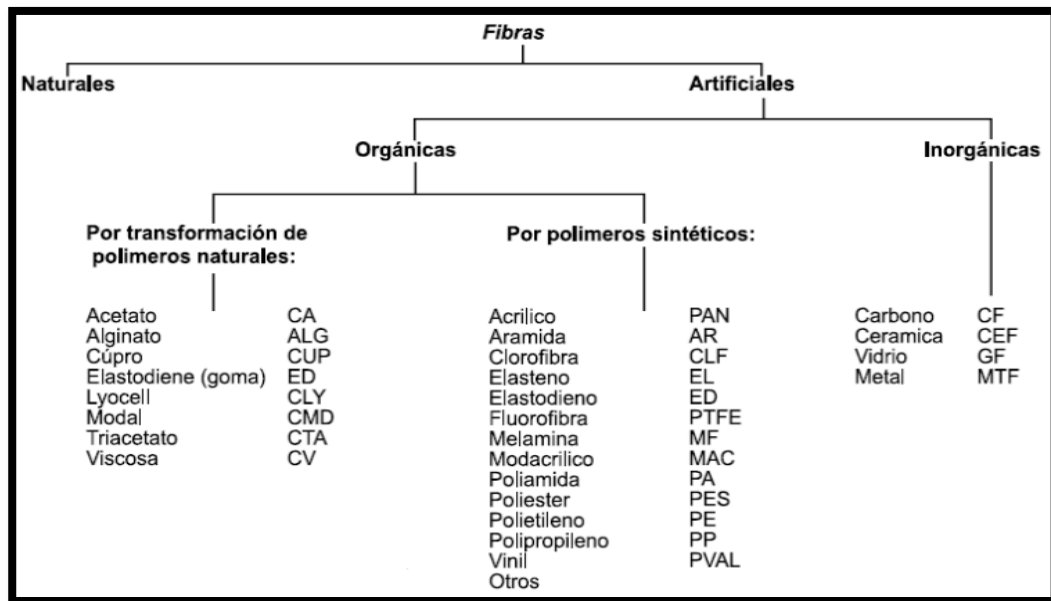 Fibras
Naturales
Artificiales
Orgánicas
Inorgánicas
Por transformación de
polimeros naturales:
Acetato CA
Alginato ALG
Cúpro CUP
Elastodiene (goma) ED
Lyocell CLY
Modal CMD
Triacetato CTA
Viscosa CV
Por polimeros sintéticos:
Acrilico PAN
Aramida AR
Clorofibra CLF
Elasteno EL
Elastodieno ED
Fluorofibra PTFE
Melamina MF
Modacrilico MAC
Poliamida PA
Poliester PES
Polietileno PE
Polipropileno PP
Vinil PVAL
Otros
Carbono CF
Ceramica CEF
Vidrio GF
Metal MTF